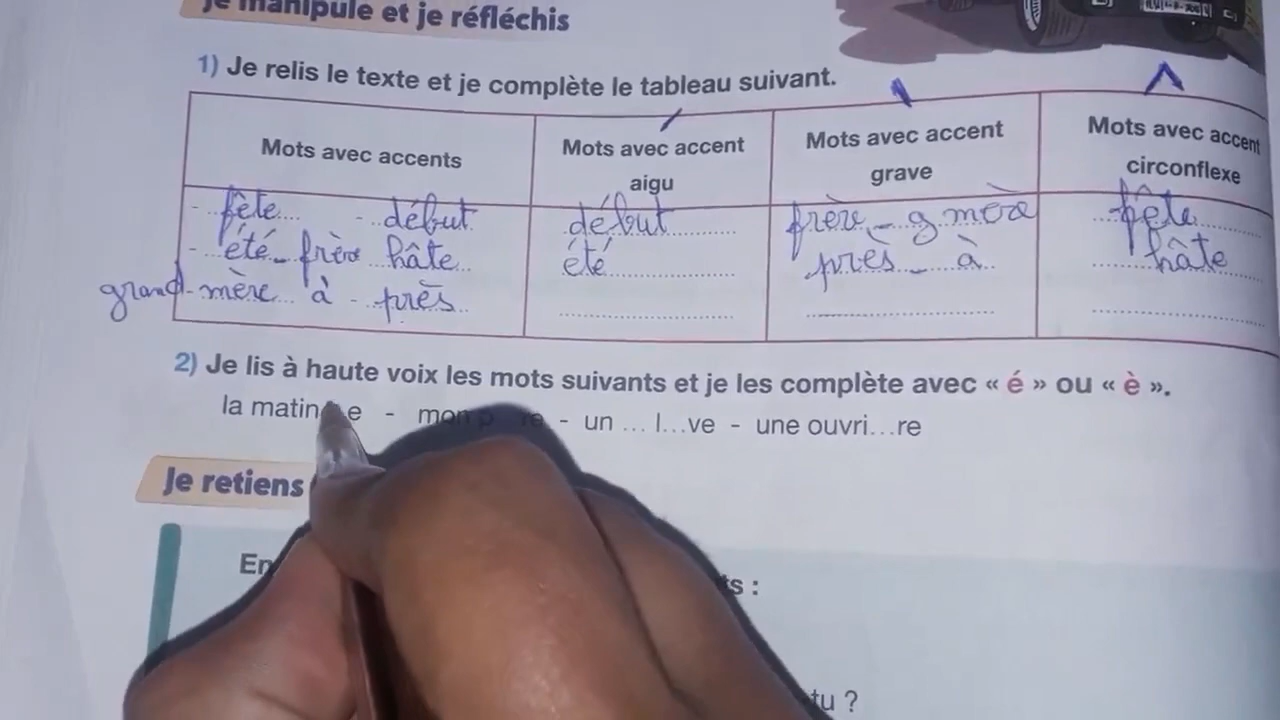 Je manipule et je réfléchis
1) Je relis le texte et je complète le tableau suivant.
Mots avec accents
Mots avec accent aigu
Mots avec accent grave
Mots avec accent circonflexe
- fête - début
- été - frère hâte
grand-mère à - près
début
été
frère - g mère
près - à
fête
hâte
2) Je lis à haute voix les mots suivants et je les complète avec « é » ou « è ».
la matin e - mon p re - un ... l...ve - une ouvri...re
Je retiens
En
ts :
tu ?